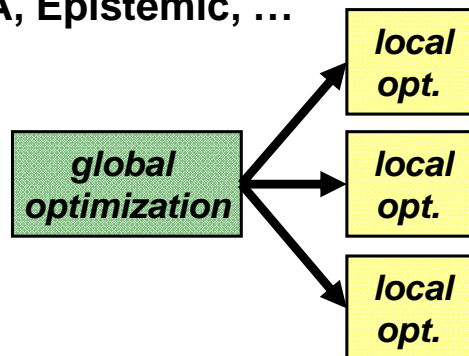 A, Epistemic, …
local
opt.
global
optimization
local
opt.
local
opt.